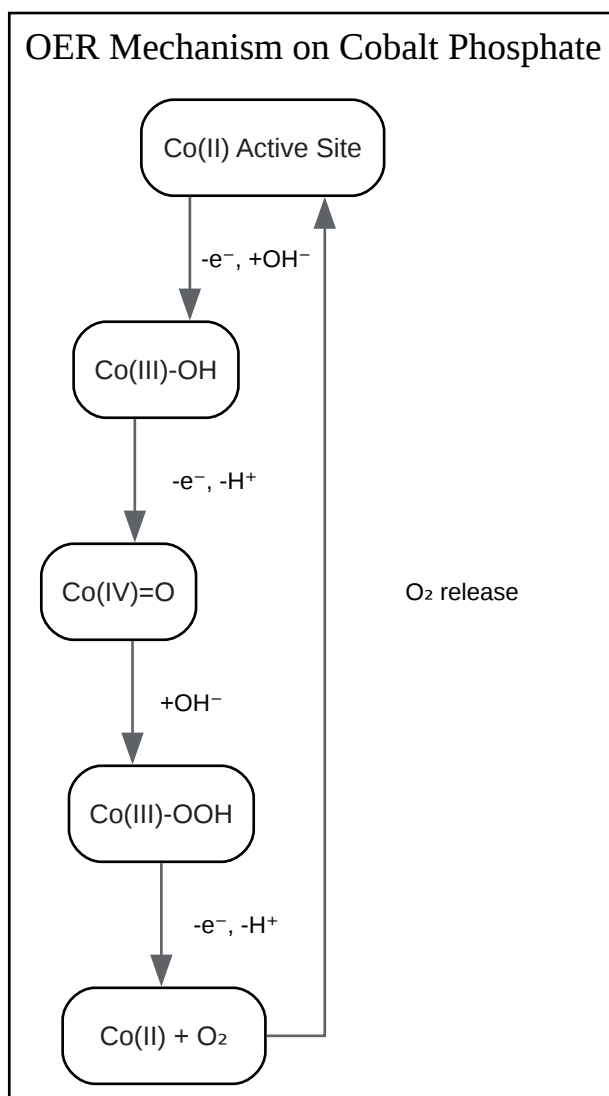 OER Mechanism on Cobalt Phosphate
Co(II) Active Site
-e⁻, +OH⁻
Co(III)-OH
-e⁻, -H⁺
Co(IV)=O
O₂ release
+OH⁻
Co(III)-OOH
-e⁻, -H⁺
Co(II) + O₂